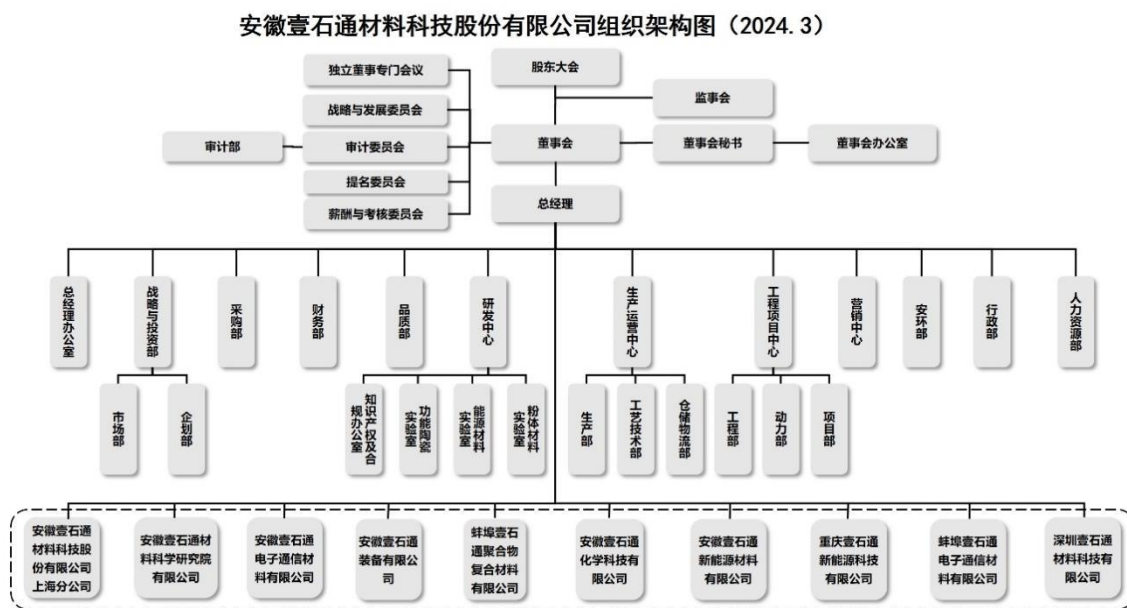 安徽壹石通材料科技股份有限公司组织架构图（2024.3）
独立董事专门会议
股东大会
监事会
战略与发展委员会
审计部
审计委员会
董事会
董事会秘书
董事会办公室
提名委员会
总经理
薪酬与考核委员会
总经理办公室
战略与投资部
采购部
财务部
品质部
研发中心
生产运营中心
工程项目中心
营销中心
安环部
行政部
人力资源部
市场部
企划部
知识产权及合
规办公室
功能陶瓷
实验室
能源材料
实验室
粉体材料
实验室
生产部
工艺技术部
仓储物流部
工程部
动力部
项目部
安徽壹石通
材料科技股
份有限公司
上海分公司
安徽壹石通材
料科学研究院
有限公司
安徽壹石通
电子通信材
料有限公司
安徽壹石通
装备有限公
司
蚌埠壹石
通聚合物
复合材料
有限公司
安徽壹石通
化学科技有
限公司
安徽壹石通
新能源材料
有限公司
重庆壹石通
新能源科技
有限公司
蚌埠壹石通
电子通信材
料有限公司
深圳壹石通
材料科技有
限公司